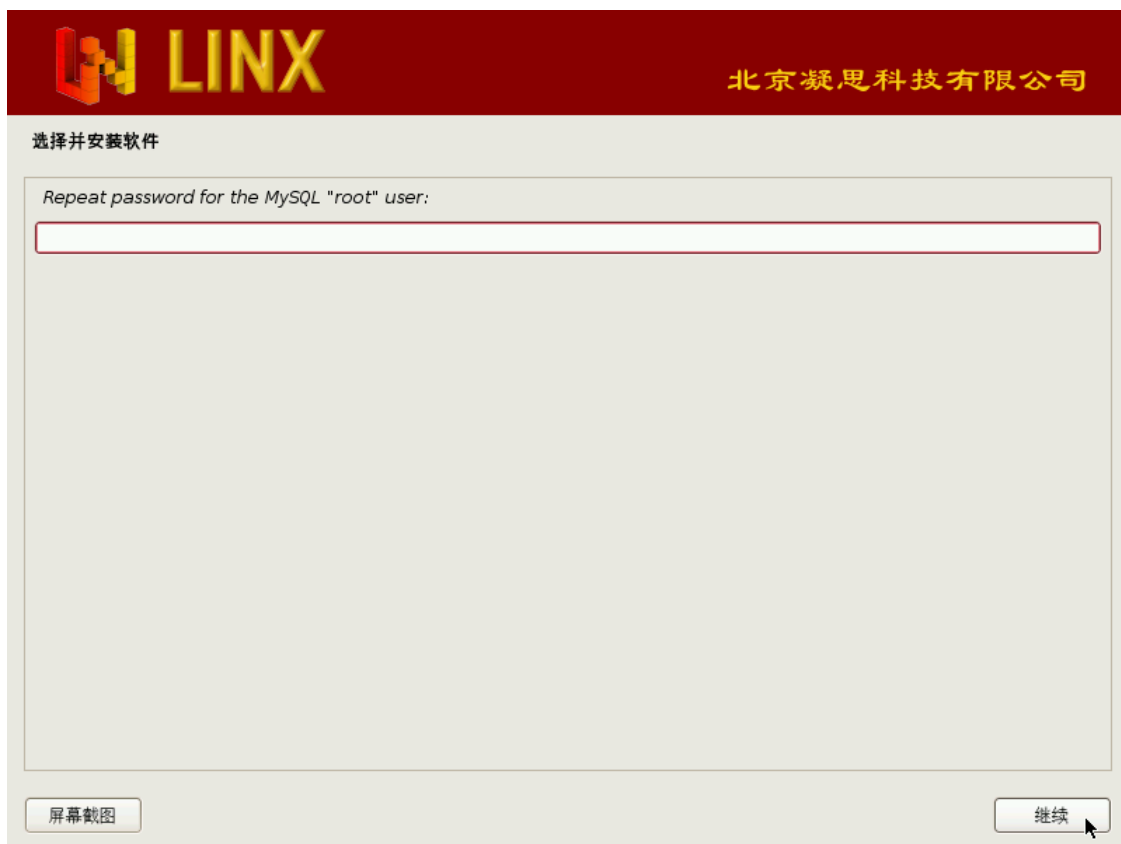 LINX
北京凝思科技有限公司
选择并安装软件
Repeat password for the MySQL "root" user:
屏幕截图
继续